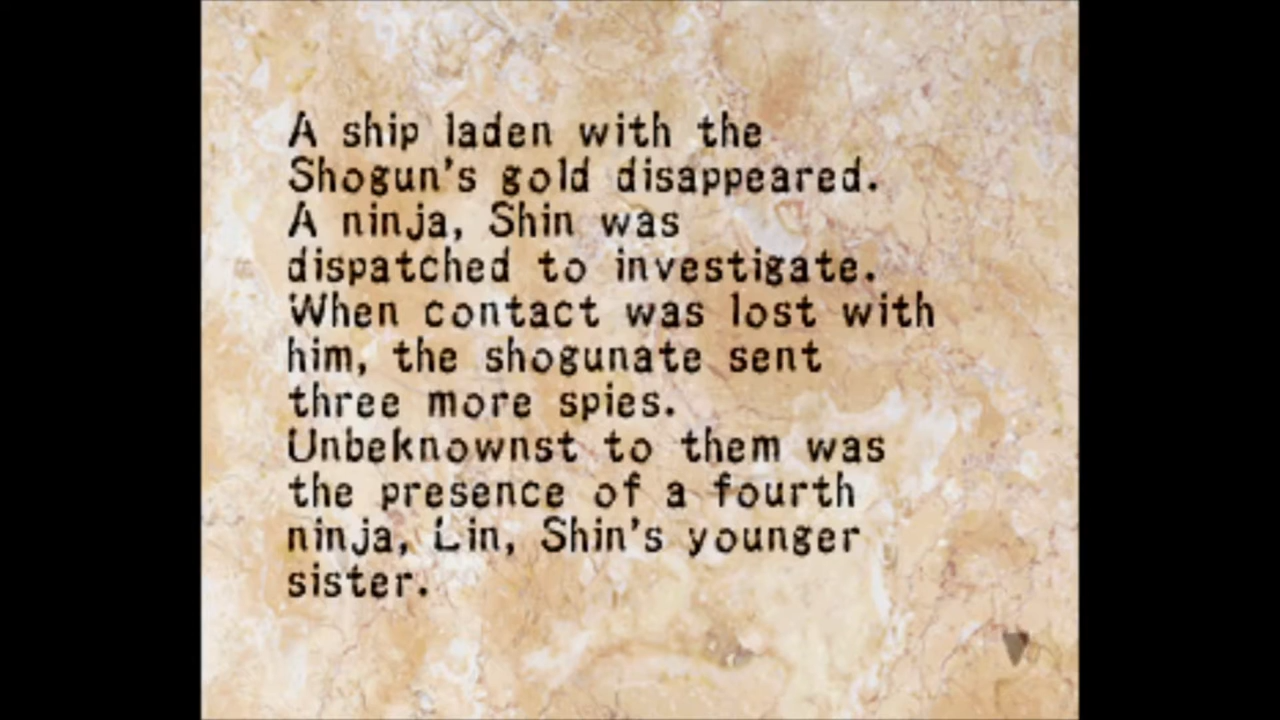 A ship laden with the
Shogun's gold disappeared.
A ninja, Shin was
dispatched to investigate.
When contact was lost with
him, the shogunate sent
three more spies.
Unbeknownst to them was
the presence of a fourth
ninja, Lin, Shin's younger
sister.